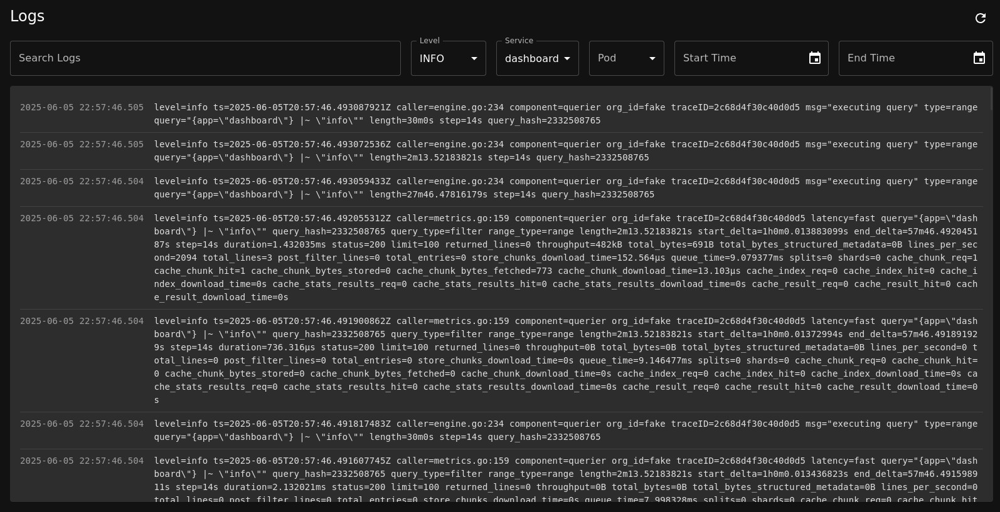 Logs
Search Logs
Level
INFO
Service
dashboard
Pod
Start Time
End Time
2025-06-05 22:57:46.505 level=info ts=2025-06-05T20:57:46.493087921Z caller=engine.go:234 component=querier org_id=fake traceID=2c68d4f30c40d0d5 msg="executing query" type=range
query="{app=\"dashboard\"} |~ \"info\"" length=30m0s step=14s query_hash=2332508765
2025-06-05 22:57:46.505 level=info ts=2025-06-05T20:57:46.493072536Z caller=engine.go:234 component=querier org_id=fake traceID=2c68d4f30c40d0d5 msg="executing query" type=range
query="{app=\"dashboard\"} |~ \"info\"" length=2m13.52183821s step=14s query_hash=2332508765
2025-06-05 22:57:46.504 level=info ts=2025-06-05T20:57:46.493059433Z caller=engine.go:234 component=querier org_id=fake traceID=2c68d4f30c40d0d5 msg="executing query" type=range
query="{app=\"dashboard\"} |~ \"info\"" length=27m46.47816179s step=14s query_hash=2332508765
2025-06-05 22:57:46.504 level=info ts=2025-06-05T20:57:46.492055312Z caller=metrics.go:159 component=querier org_id=fake traceID=2c68d4f30c40d0d5 latency=fast query="{app=\"dash
board\"} |~ \"info\"" query_hash=2332508765 query_type=filter range_type=range length=2m13.52183821s start_delta=1h0m0.013883099s end_delta=57m46.4920451
87s step=14s duration=1.432035ms status=200 limit=100 returned_lines=0 throughput=482kB total_bytes=691B total_bytes_structured_metadata=0B lines_per_sec
ond=2094 total_lines=3 post_filter_lines=0 total_entries=0 store_chunks_download_time=152.564µs queue_time=9.079377ms splits=0 shards=0 cache_chunk_req=1
cache_chunk_hit=1 cache_chunk_bytes_stored=0 cache_chunk_bytes_fetched=773 cache_chunk_download_time=13.103µs cache_index_req=0 cache_index_hit=0 cache_i
ndex_download_time=0s cache_stats_results_req=0 cache_stats_results_hit=0 cache_stats_results_download_time=0s cache_result_req=0 cache_result_hit=0 cach
e_result_download_time=0s
2025-06-05 22:57:46.504 level=info ts=2025-06-05T20:57:46.491900862Z caller=metrics.go:159 component=querier org_id=fake traceID=2c68d4f30c40d0d5 latency=fast query="{app=\"dash
board\"} |~ \"info\"" query_hash=2332508765 query_type=filter range_type=range length=2m13.52183821s start_delta=1h0m0.01372994s end_delta=57m46.49189192
9s step=14s duration=736.316µs status=200 limit=100 returned_lines=0 throughput=0B total_bytes=0B total_bytes_structured_metadata=0B lines_per_second=0 t
otal_lines=0 post_filter_lines=0 total_entries=0 store_chunks_download_time=0s queue_time=9.146477ms splits=0 shards=0 cache_chunk_req=0 cache_chunk_hit=
0 cache_chunk_bytes_stored=0 cache_chunk_bytes_fetched=0 cache_chunk_download_time=0s cache_index_req=0 cache_index_hit=0 cache_index_download_time=0s ca
che_stats_results_req=0 cache_stats_results_hit=0 cache_stats_results_download_time=0s cache_result_req=0 cache_result_hit=0 cache_result_download_time=0
s
2025-06-05 22:57:46.504 level=info ts=2025-06-05T20:57:46.491817483Z caller=engine.go:234 component=querier org_id=fake traceID=2c68d4f30c40d0d5 msg="executing query" type=range
query="{app=\"dashboard\"} |~ \"info\"" length=30m0s step=14s query_hash=2332508765
2025-06-05 22:57:46.504 level=info ts=2025-06-05T20:57:46.491607745Z caller=metrics.go:159 component=querier org_id=fake traceID=2c68d4f30c40d0d5 latency=fast query="{app=\"dash
board\"} |~ \"info\"" query_hash=2332508765 query_type=filter range_type=range length=2m13.52183821s start_delta=1h0m0.013436823s end_delta=57m46.4915989
11s step=14s duration=2.132021ms status=200 limit=100 returned_lines=0 throughput=0B total_bytes=0B total_bytes_structured_metadata=0B lines_per_second=0
total_lines=0 post_filter_lines=0 total_entries=0 store_chunks_download_time=0s queue_time=7.998328ms splits=0 shards=0 cache_chunk_req=0 cache_chunk_hit